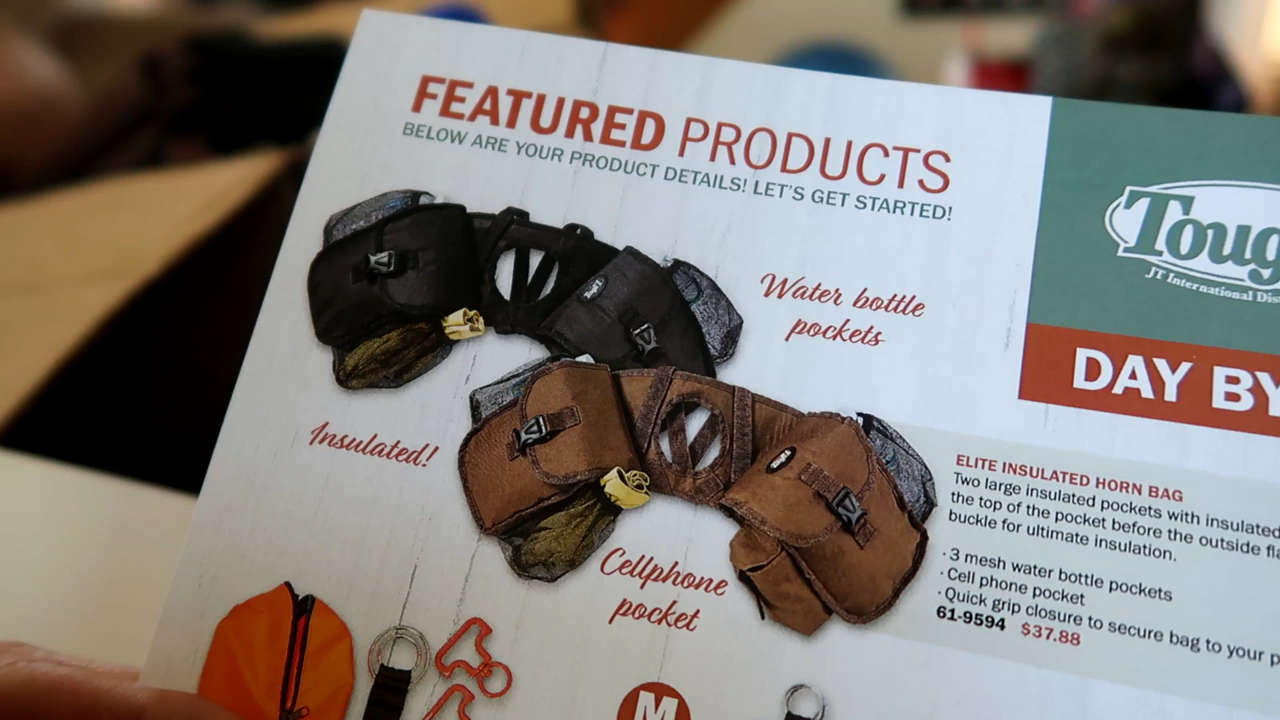 FEATURED PRODUCTS
BELOW ARE YOUR PRODUCT DETAILS! LET'S GET STARTED!
Water bottle
pockets
Insulated!
Cellphone
pocket
M
Toug
JT International Dis
DAY BY
ELITE INSULATED HORN BAG
Two large insulated pockets with insulated
the top of the pocket before the outside fla
buckle for ultimate insulation.
· 3 mesh water bottle pockets
· Cell phone pocket
· Quick grip closure to secure bag to your p
61-9594 $37.88